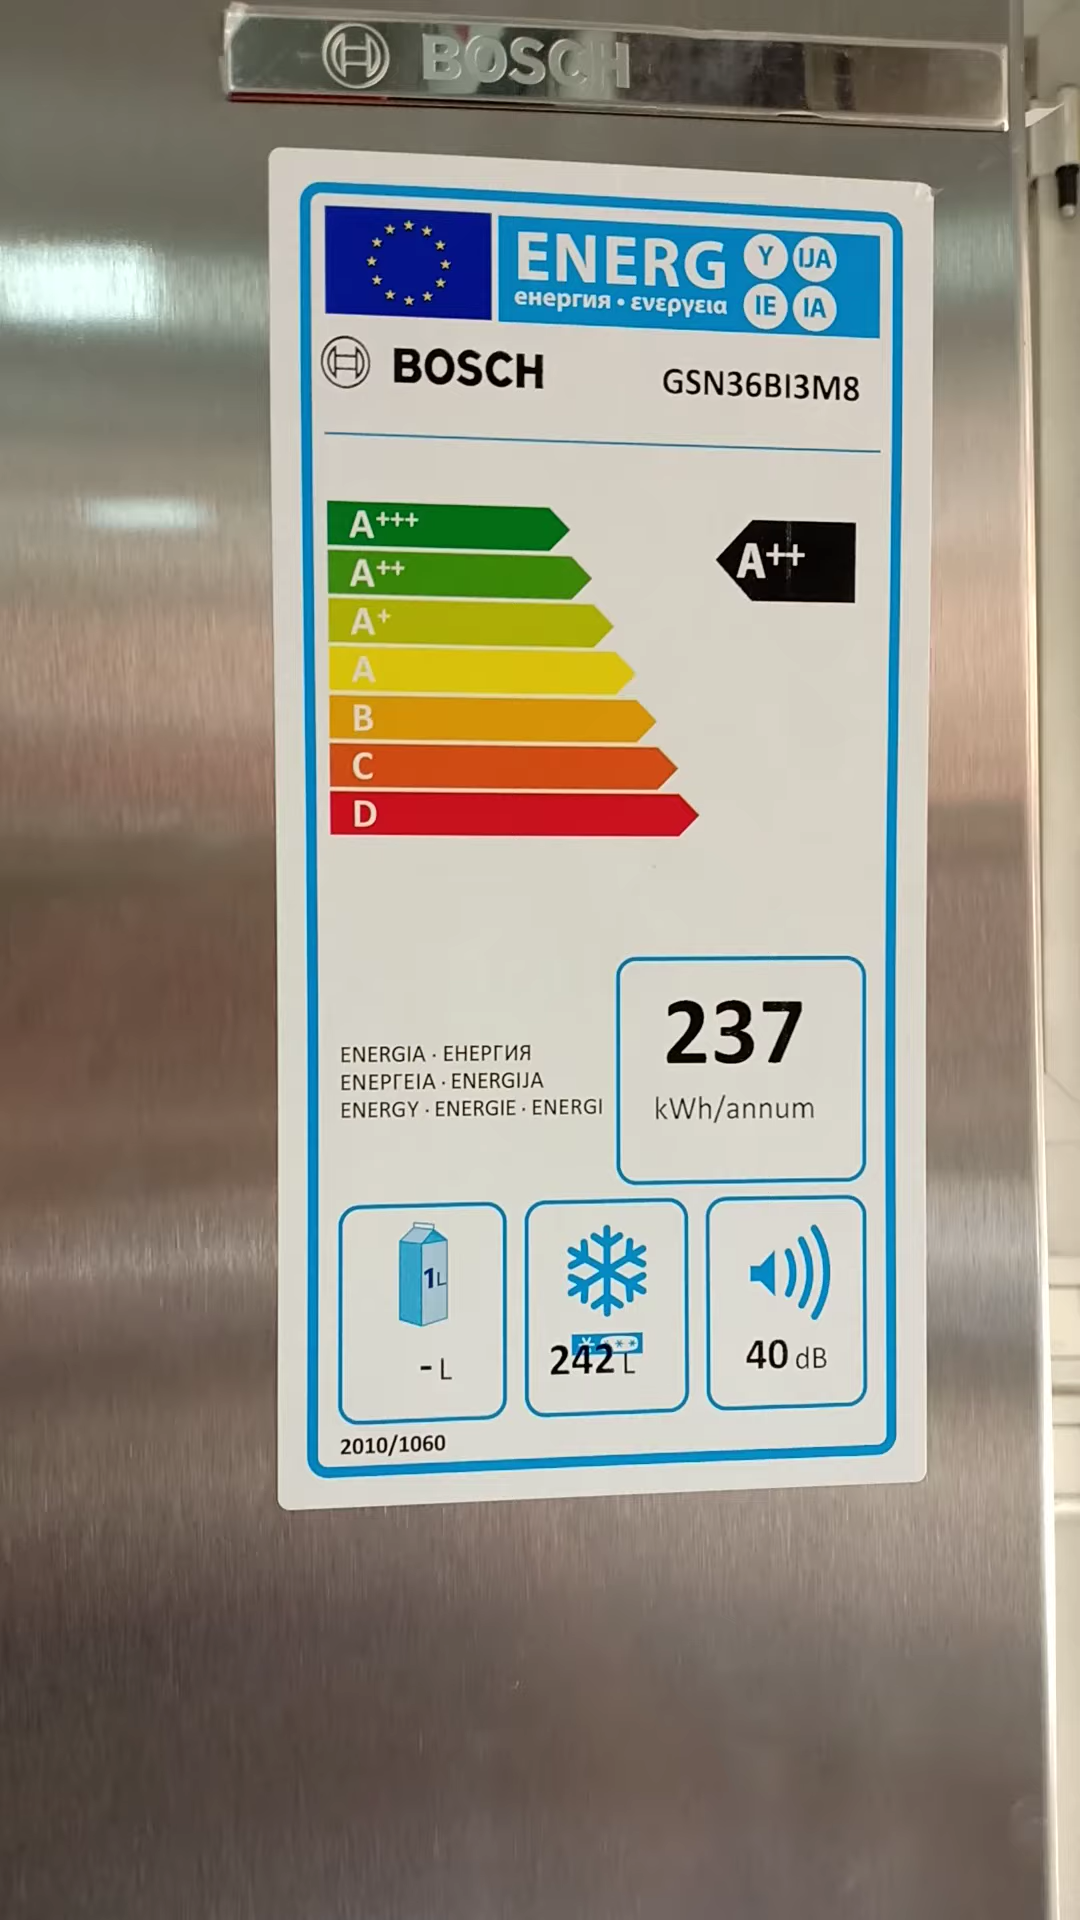 BOSCH
ENERG Y IJA
енергия · ενεργεια IE IA
BOSCH GSN36BI3M8
A+++
A++
A++
A+
A
B
C
D
237
kWh/annum
ENERGIA · ЕНЕРГИЯ
ΕΝΕΡΓΕΙΑ · ENERGIJA
ENERGY · ENERGIE · ENERGI
1L
- L
242 L
40 dB
2010/1060